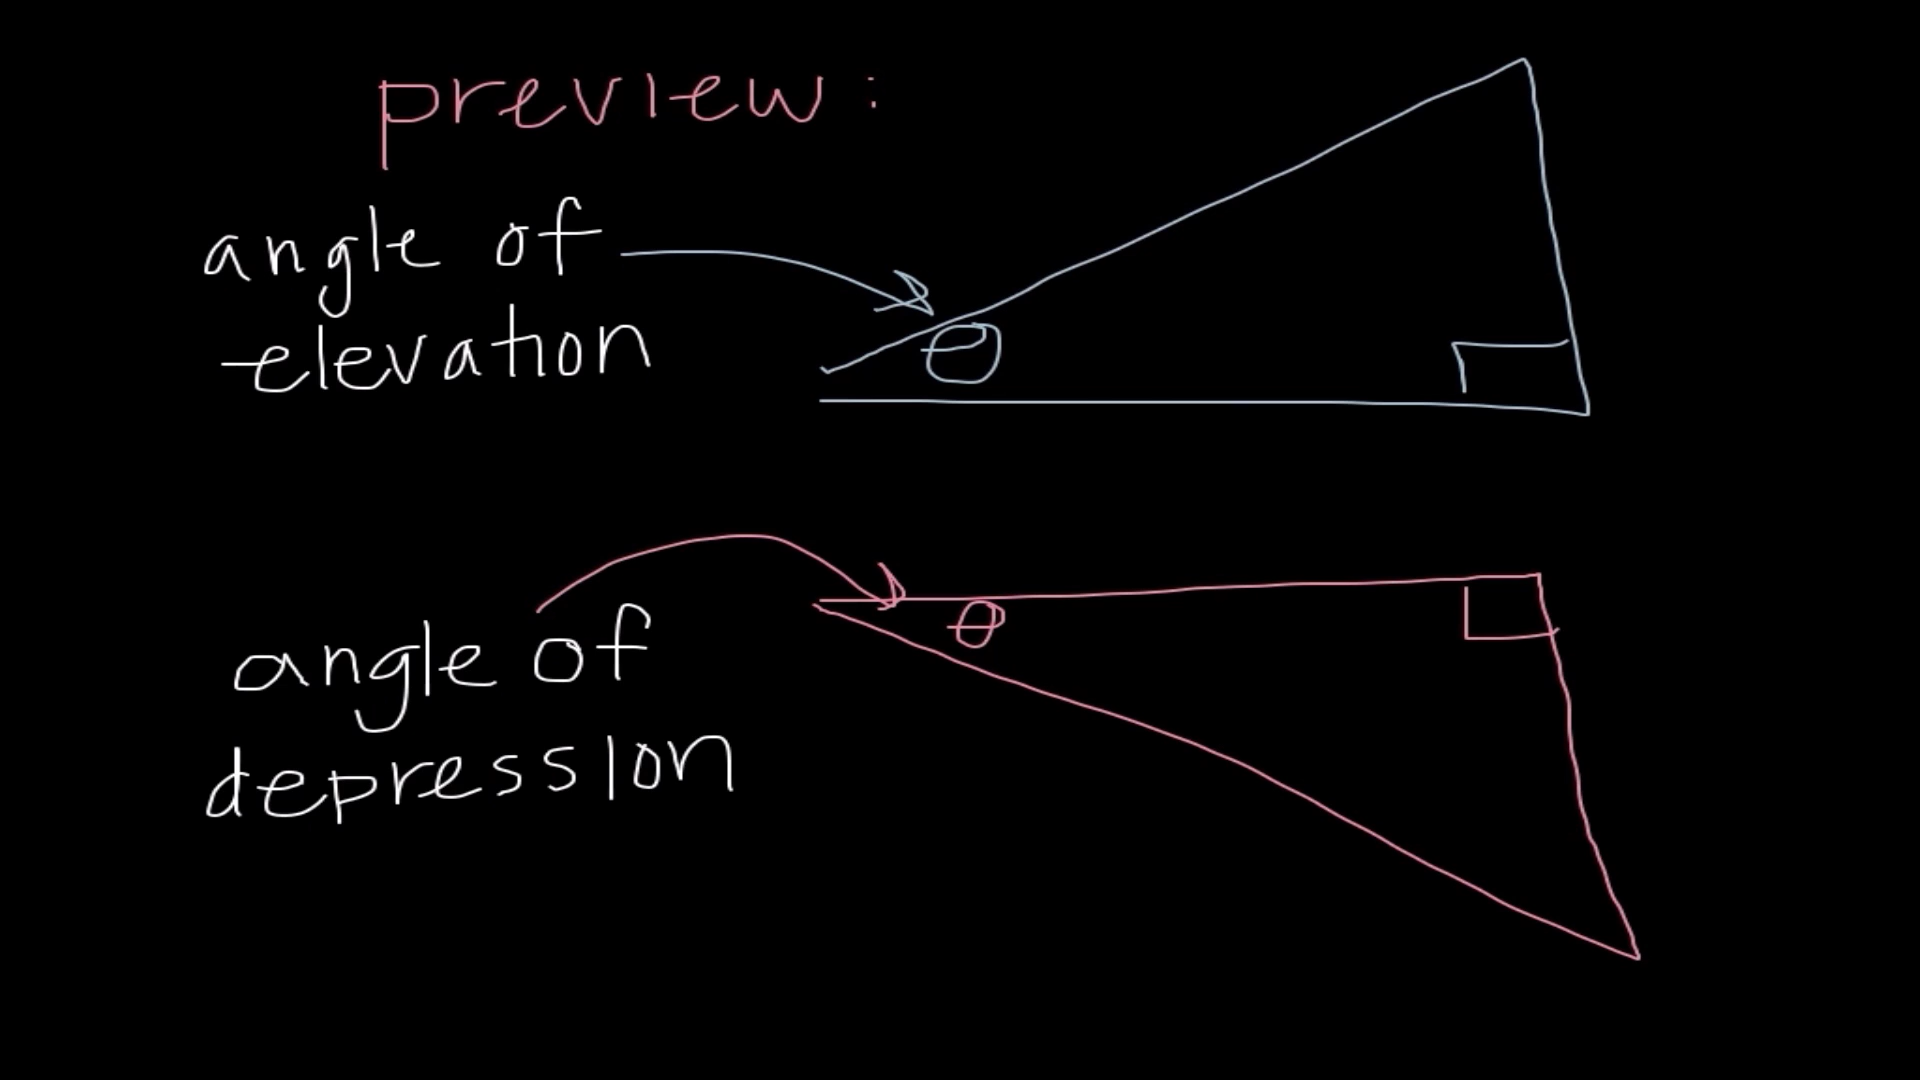 preview:
angle of
elevation
θ
angle of
depression
θ